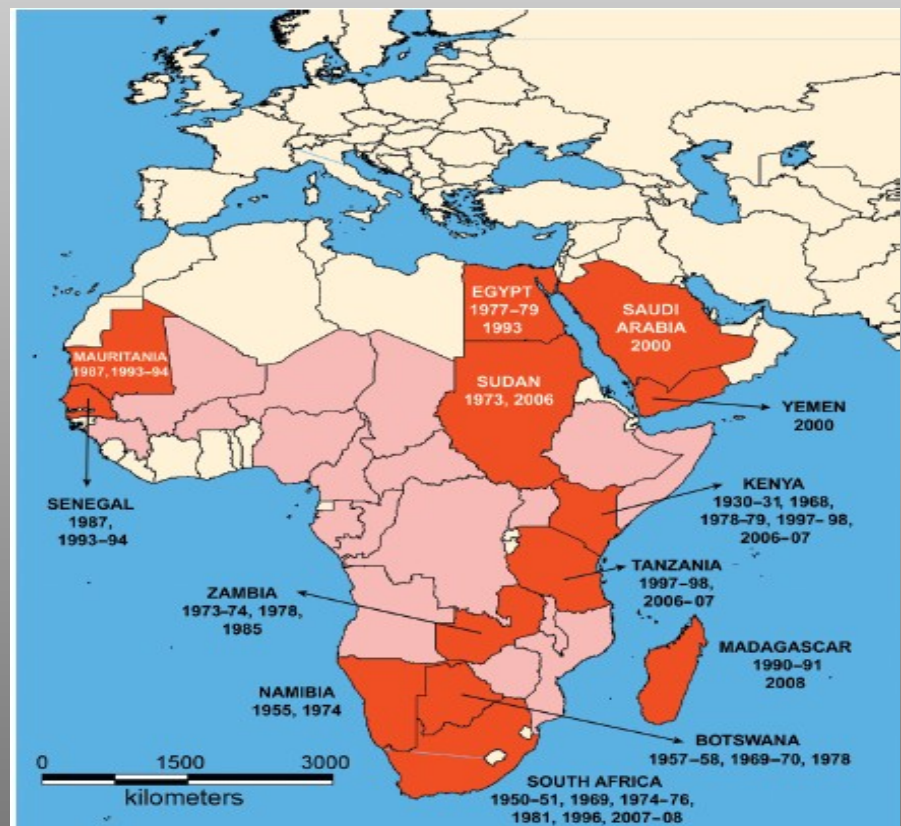 EGYPT
1977–79
1993
SAUDI
ARABIA
2000
MAURITANIA
1987, 1993–94
SUDAN
1973, 2006
YEMEN
2000
SENEGAL
1987,
1993–94
KENYA
1930–31, 1968,
1978–79, 1997– 98,
2006–07
TANZANIA
1997–98,
2006–07
ZAMBIA
1973–74, 1978,
1985
MADAGASCAR
1990–91
2008
NAMIBIA
1955, 1974
BOTSWANA
1957–58, 1969–70, 1978
SOUTH AFRICA
1950–51, 1969, 1974–76,
1981, 1996, 2007–08
0 1500 3000
kilometers